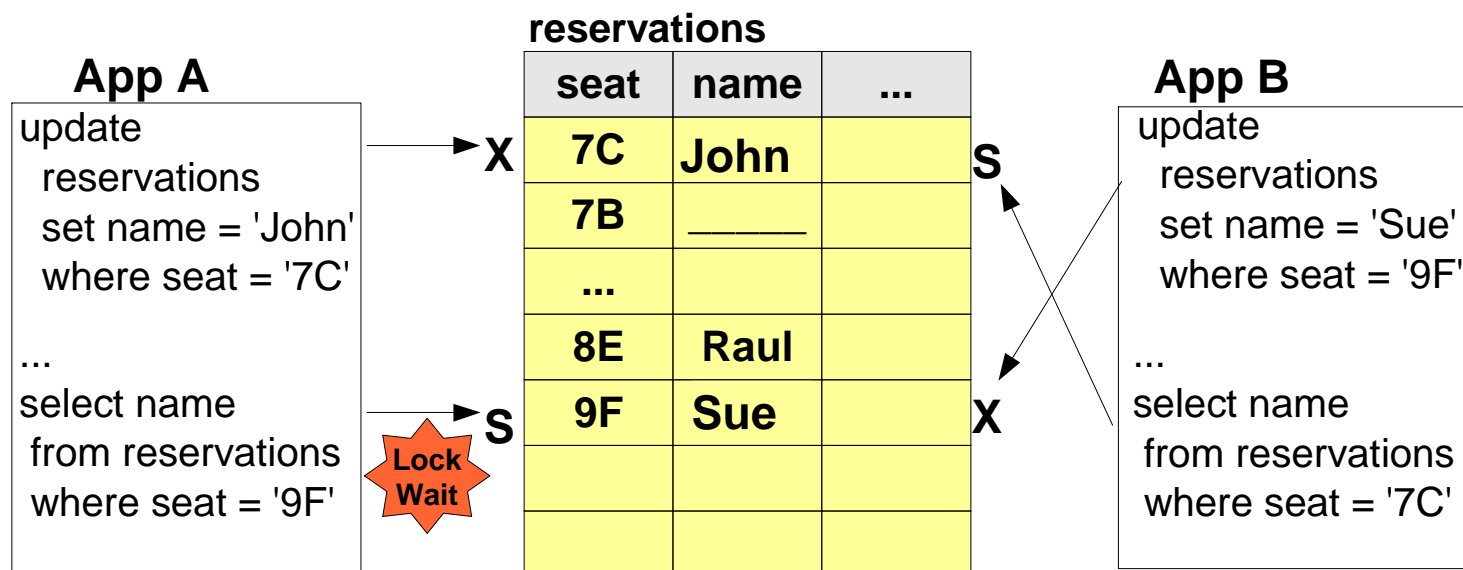 reservations
App A
update
reservations
set name = 'John'
where seat = '7C'
...
select name
from reservations
where seat = '9F'
Lock
Wait
seat name ...
X 7C John S
7B _____
...
8E Raul
S 9F Sue X
App B
update
reservations
set name = 'Sue'
where seat = '9F'
...
select name
from reservations
where seat = '7C'